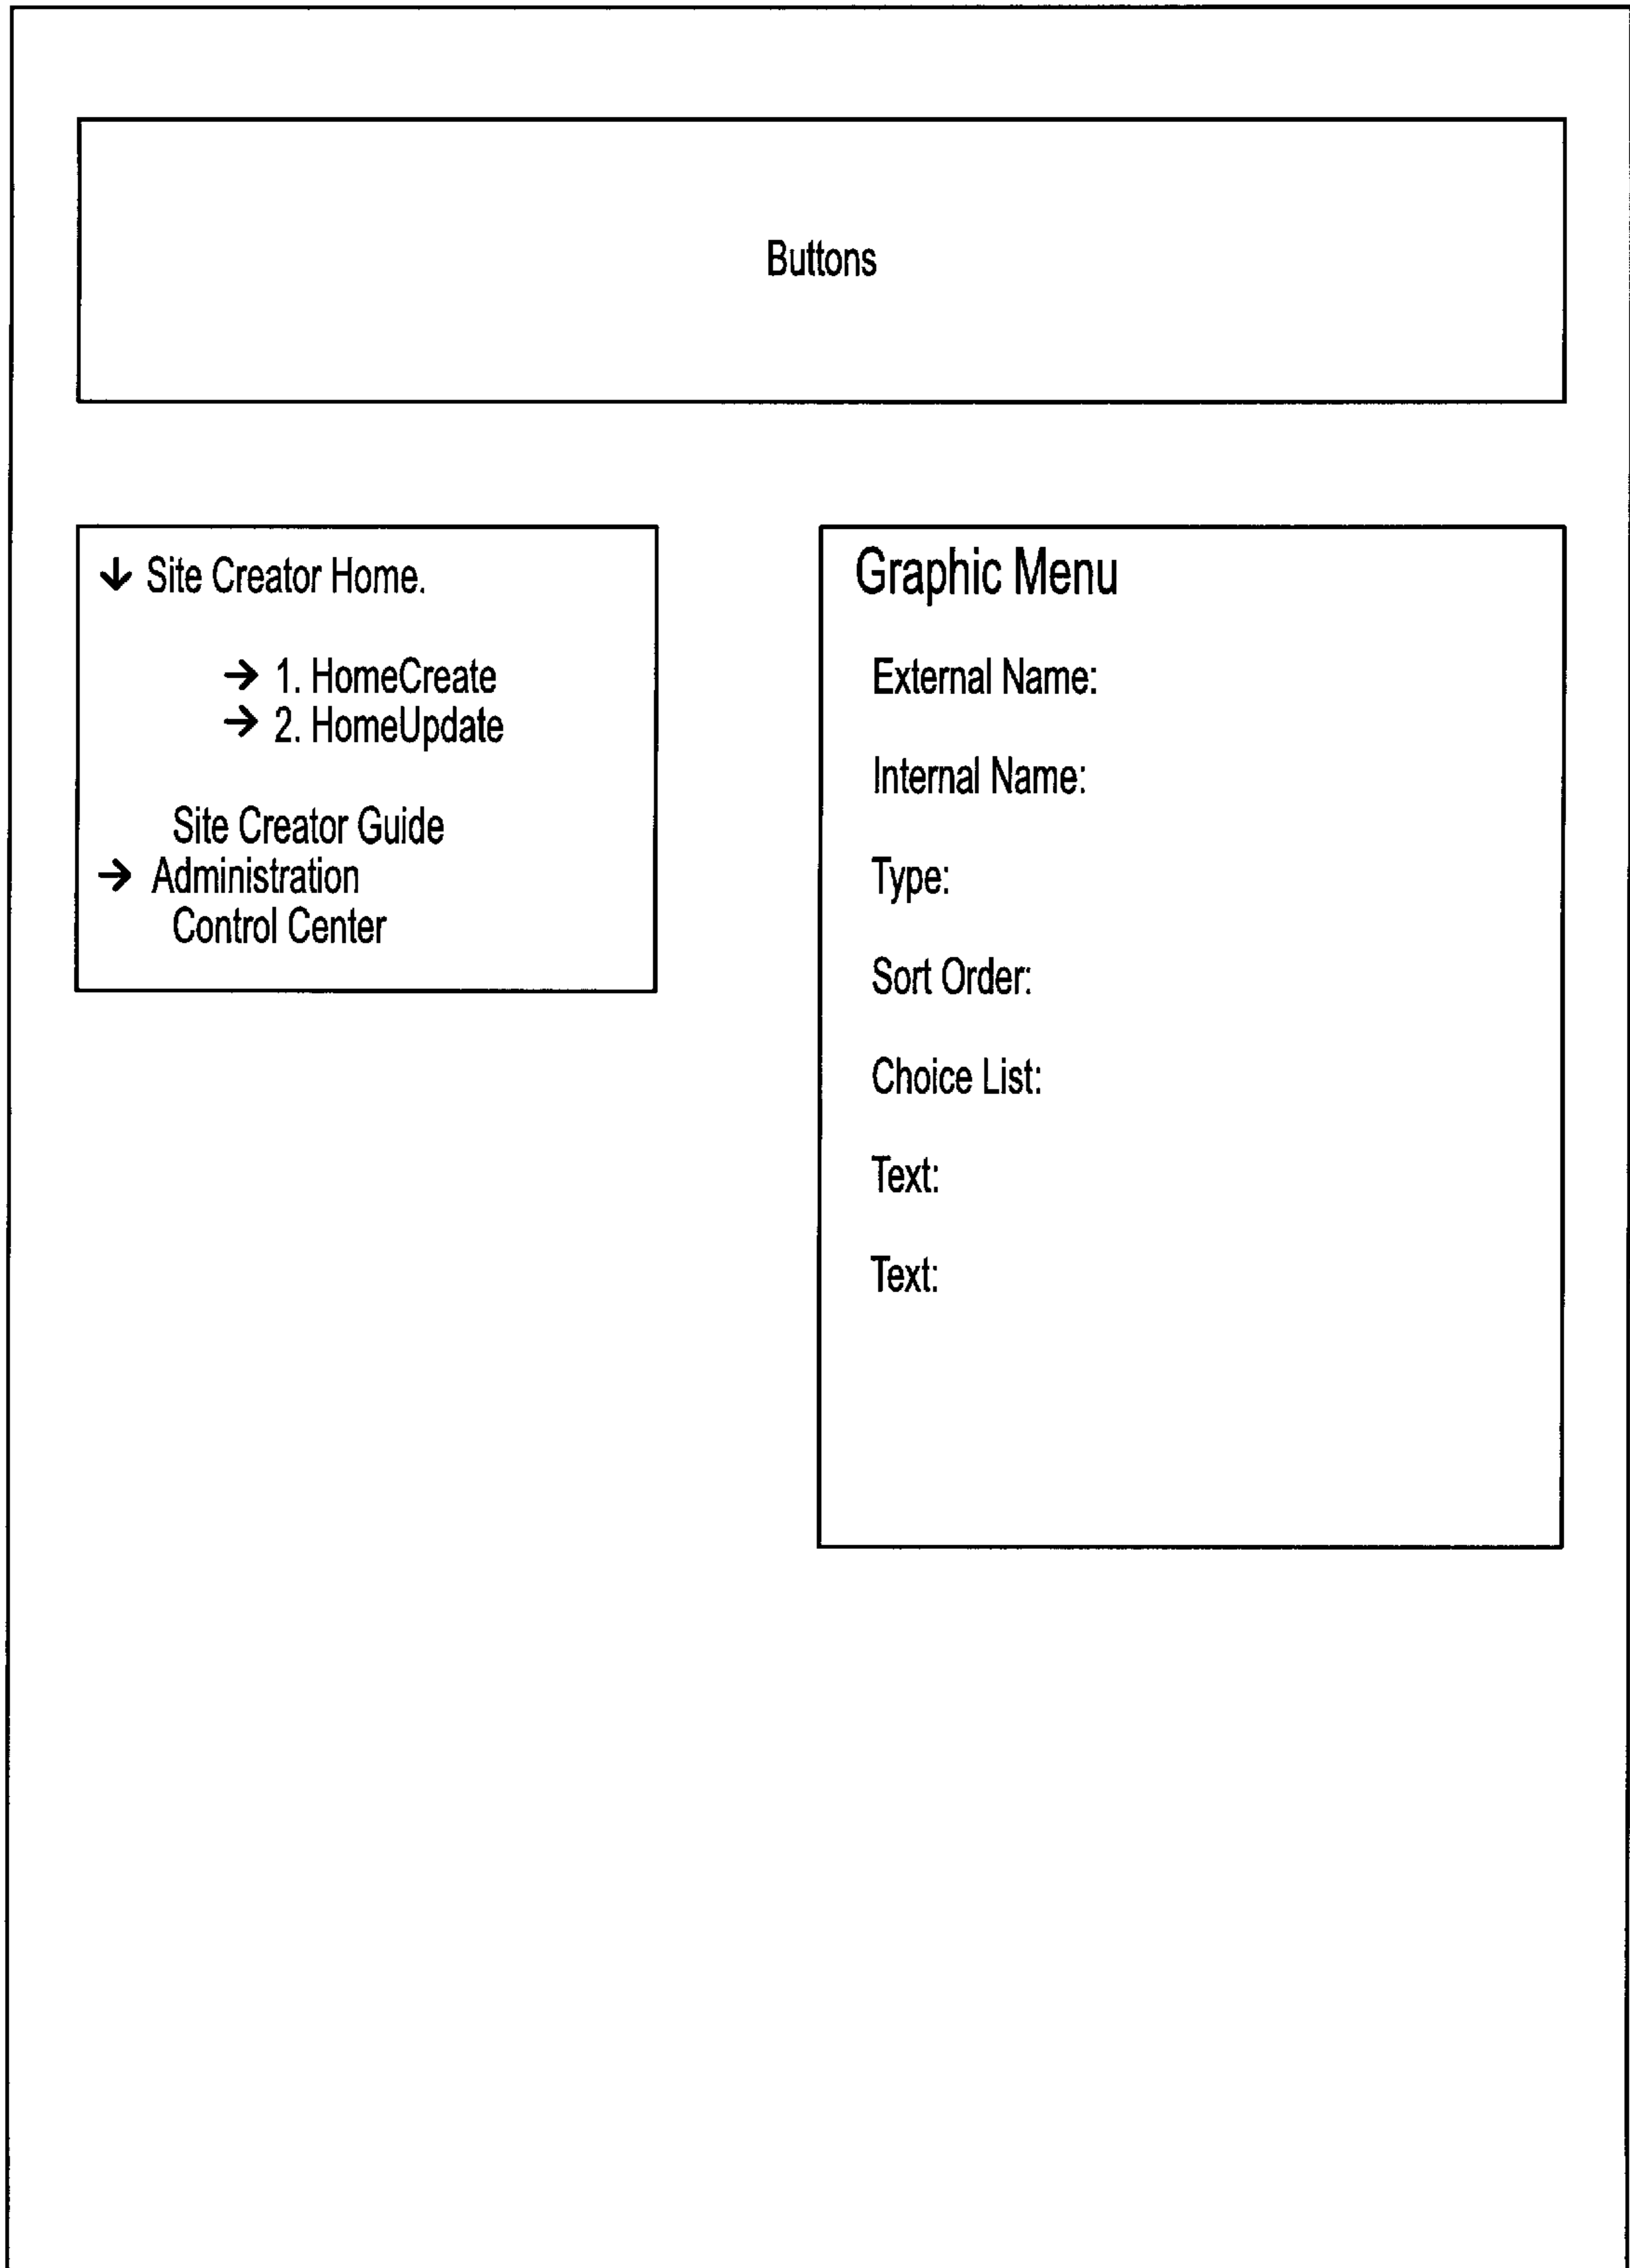 Buttons
↓ Site Creator Home.
→ 1. HomeCreate
→ 2. HomeUpdate
Site Creator Guide
→ Administration
Control Center
Graphic Menu
External Name:
Internal Name:
Type:
Sort Order:
Choice List:
Text:
Text: